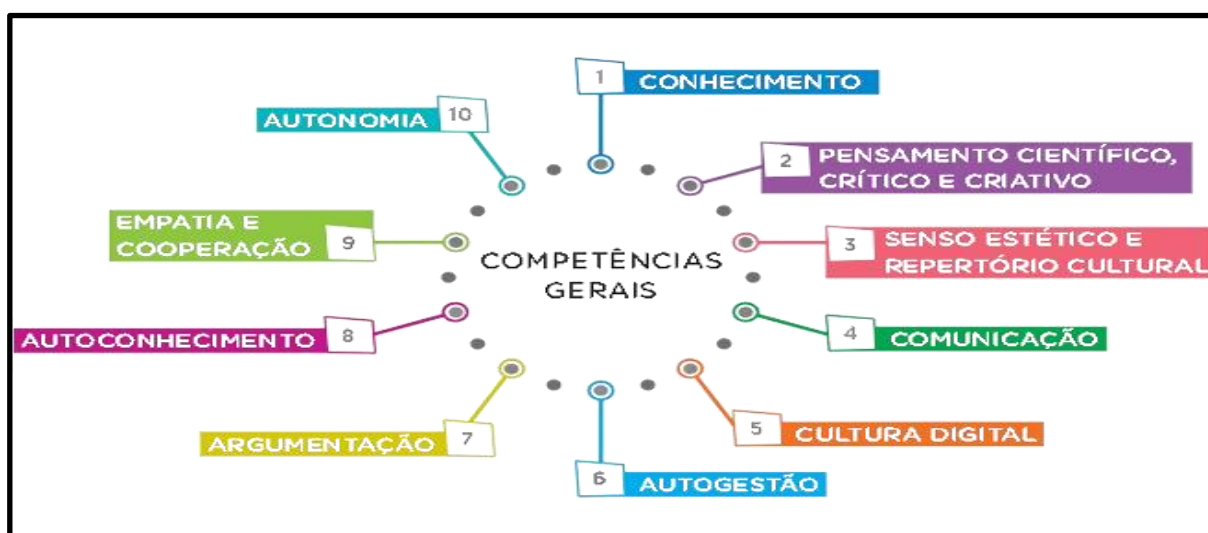 1
CONHECIMENTO
2
PENSAMENTO CIENTÍFICO,
CRÍTICO E CRIATIVO
3
SENSO ESTÉTICO E
REPERTÓRIO CULTURAL
4
COMUNICAÇÃO
5
CULTURA DIGITAL
6
AUTOGESTÃO
7
ARGUMENTAÇÃO
8
AUTOCONHECIMENTO
9
EMPATIA E
COOPERAÇÃO
10
AUTONOMIA
COMPETÊNCIAS
GERAIS